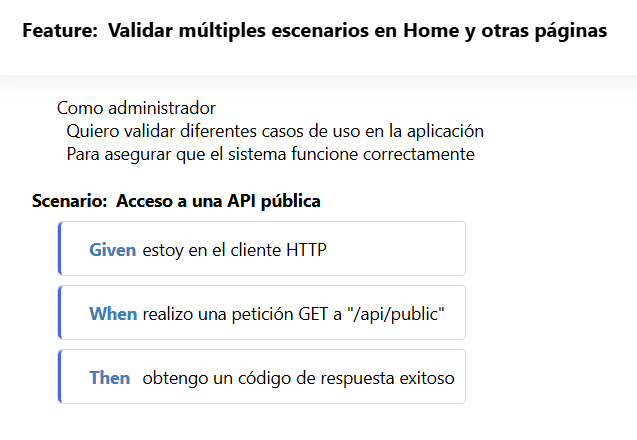 Feature: Validar múltiples escenarios en Home y otras páginas
Como administrador
Quiero validar diferentes casos de uso en la aplicación
Para asegurar que el sistema funcione correctamente
Scenario: Acceso a una API pública
Given estoy en el cliente HTTP
When realizo una petición GET a "/api/public"
Then obtengo un código de respuesta exitoso